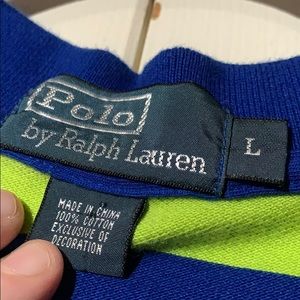 Polo
by Ralph Lauren
L
MADE IN CHINA
100% COTTON
EXCLUSIVE OF
DECORATION